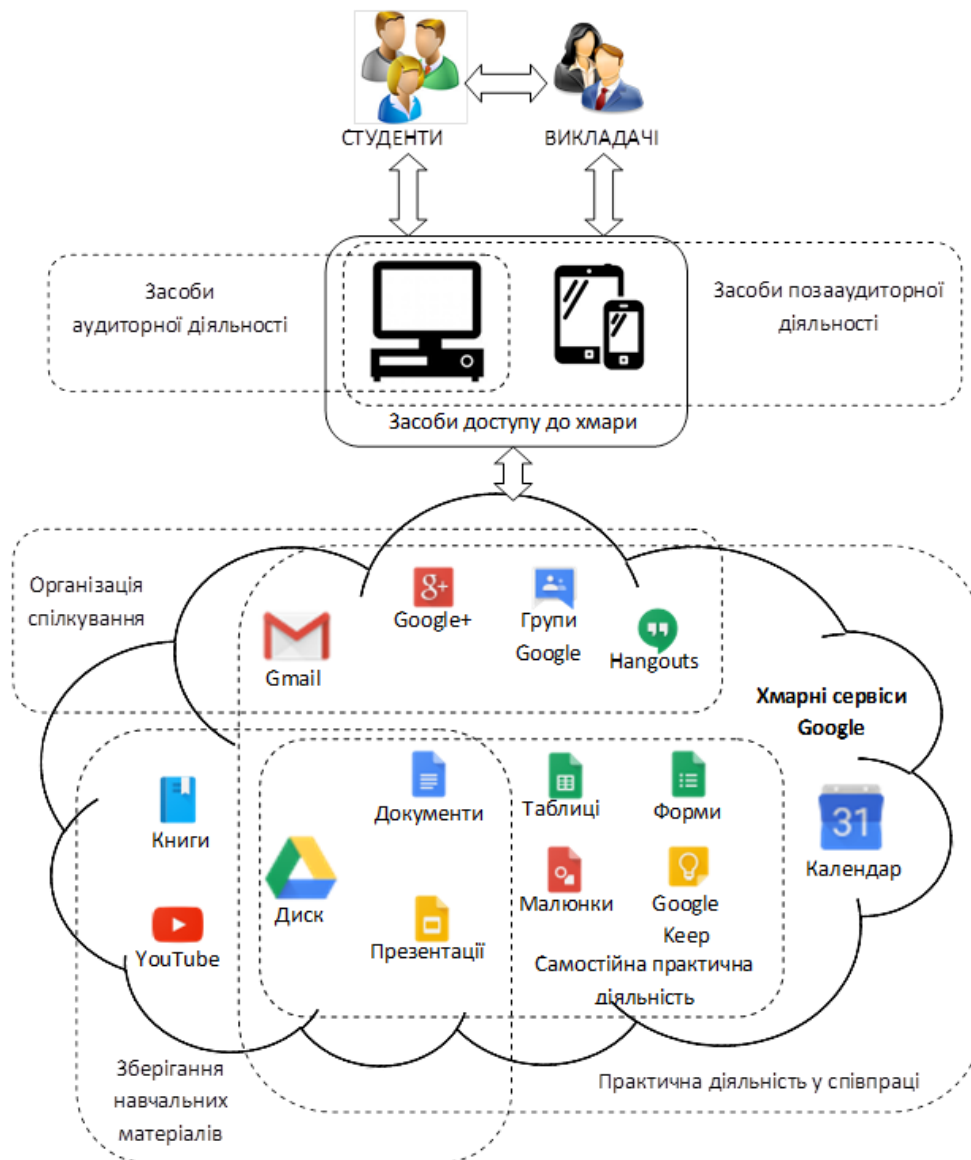 СТУДЕНТИ
ВИКЛАДАЧІ
Засоби
аудиторної діяльності
Засоби позааудиторної
діяльності
Засоби доступу до хмари
Організація
спілкування
g+
Google+
Групи
Google
Gmail
Hangouts
Хмарні сервіси
Google
Книги
Документи
Таблиці
Форми
31
Календар
Диск
Малюнки
Google
Keep
YouTube
Презентації
Самостійна практична
діяльність
Зберігання
навчальних
матеріалів
Практична діяльність у співпраці